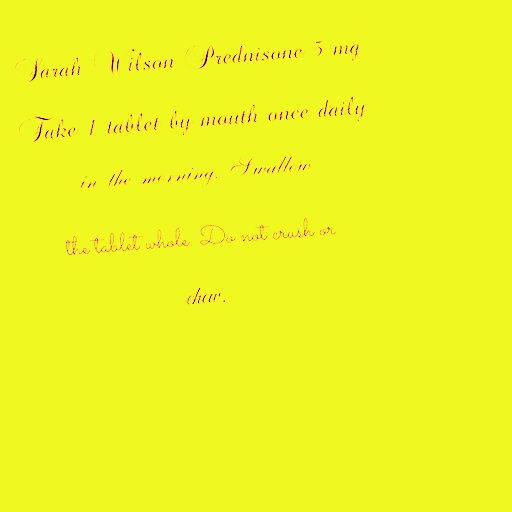 Sarah Wilson Prednisone 5 mg
Take 1 tablet by mouth once daily
in the morning. Swallow
the tablet whole. Do not crush or
chew.